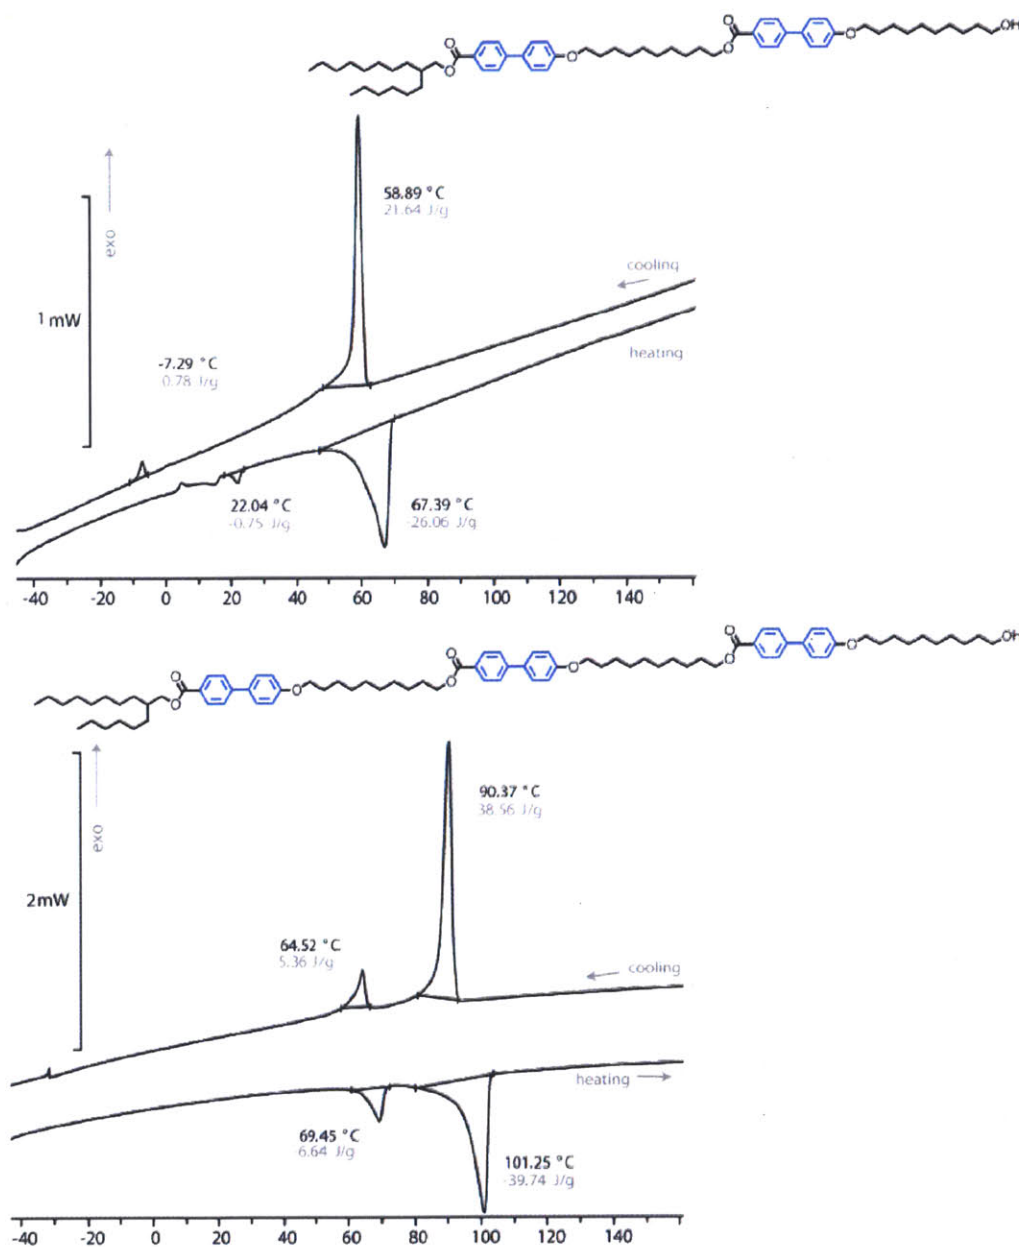 O
O
O
O
O
O
OH
58.89 °C
21.64 J/g
exo
cooling
1 mW
heating
-7.29 °C
0.78 J/g
22.04 °C
-0.75 J/g
67.39 °C
-26.06 J/g
-40 -20 0 20 40 60 80 100 120 140
O
O
O
O
O
O
O
O
O
OH
90.37 °C
38.56 J/g
exo
2mW
64.52 °C
5.36 J/g
cooling
heating
69.45 °C
6.64 J/g
101.25 °C
-39.74 J/g
-40 -20 0 20 40 60 80 100 120 140